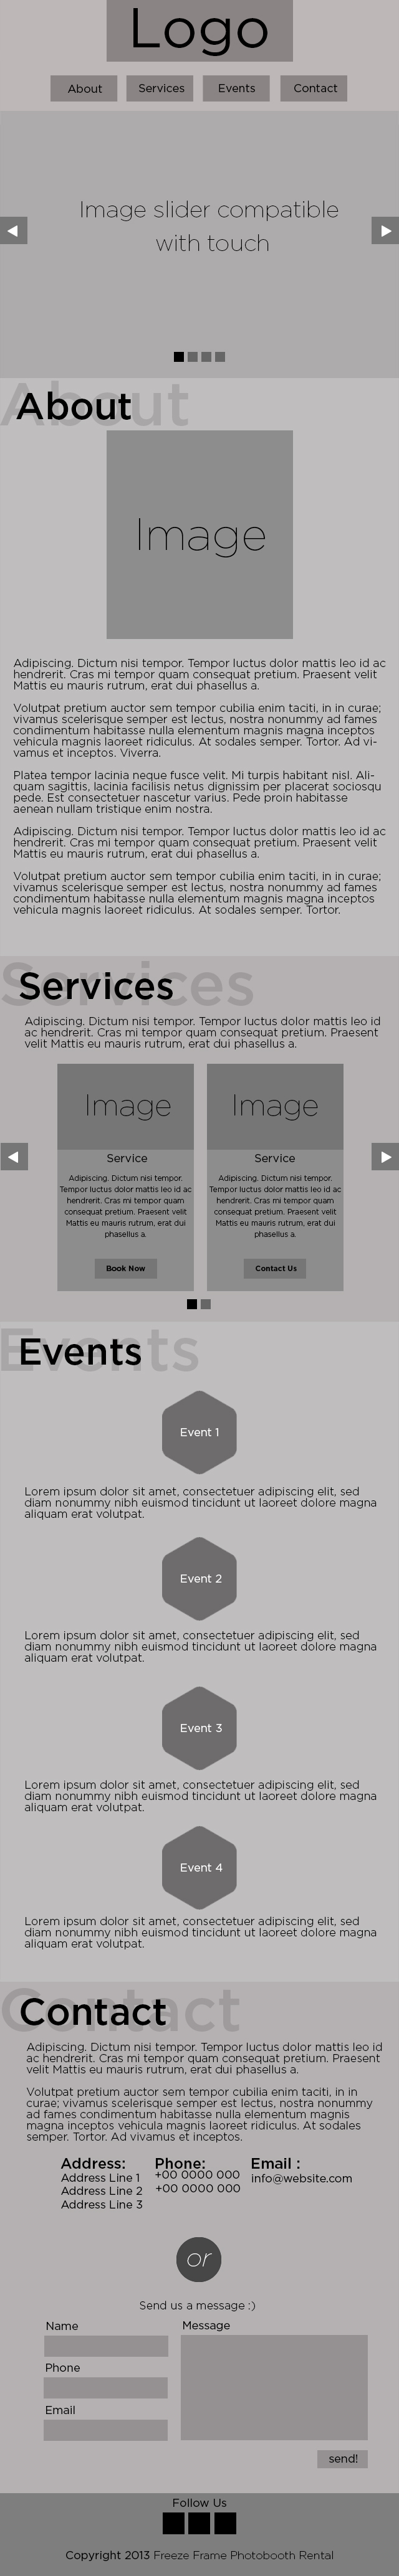 Logo
About Services Events Contact
Image slider compatible
with touch
About
About
Image
Adipiscing. Dictum nisi tempor. Tempor luctus dolor mattis leo id ac
hendrerit. Cras mi tempor quam consequat pretium. Praesent velit
Mattis eu mauris rutrum, erat dui phasellus a.
Volutpat pretium auctor sem tempor cubilia enim taciti, in in curae;
vivamus scelerisque semper est lectus, nostra nonummy ad fames
condimentum habitasse nulla elementum magnis magna inceptos
vehicula magnis laoreet ridiculus. At sodales semper. Tortor. Ad vi-
vamus et inceptos. Viverra.
Platea tempor lacinia neque fusce velit. Mi turpis habitant nisl. Ali-
quam sagittis, lacinia facilisis netus dignissim per placerat sociosqu
pede. Est consectetuer nascetur varius. Pede proin habitasse
aenean nullam tristique enim nostra.
Adipiscing. Dictum nisi tempor. Tempor luctus dolor mattis leo id ac
hendrerit. Cras mi tempor quam consequat pretium. Praesent velit
Mattis eu mauris rutrum, erat dui phasellus a.
Volutpat pretium auctor sem tempor cubilia enim taciti, in in curae;
vivamus scelerisque semper est lectus, nostra nonummy ad fames
condimentum habitasse nulla elementum magnis magna inceptos
vehicula magnis laoreet ridiculus. At sodales semper. Tortor.
Services
Services
Adipiscing. Dictum nisi tempor. Tempor luctus dolor mattis leo id
ac hendrerit. Cras mi tempor quam consequat pretium. Praesent
velit Mattis eu mauris rutrum, erat dui phasellus a.
Image
Service
Adipiscing. Dictum nisi tempor.
Tempor luctus dolor mattis leo id ac
hendrerit. Cras mi tempor quam
consequat pretium. Praesent velit
Mattis eu mauris rutrum, erat dui
phasellus a.
Book Now
Image
Service
Adipiscing. Dictum nisi tempor.
Tempor luctus dolor mattis leo id ac
hendrerit. Cras mi tempor quam
consequat pretium. Praesent velit
Mattis eu mauris rutrum, erat dui
phasellus a.
Contact Us
Events
Events
Event 1
Lorem ipsum dolor sit amet, consectetuer adipiscing elit, sed
diam nonummy nibh euismod tincidunt ut laoreet dolore magna
aliquam erat volutpat.
Event 2
Lorem ipsum dolor sit amet, consectetuer adipiscing elit, sed
diam nonummy nibh euismod tincidunt ut laoreet dolore magna
aliquam erat volutpat.
Event 3
Lorem ipsum dolor sit amet, consectetuer adipiscing elit, sed
diam nonummy nibh euismod tincidunt ut laoreet dolore magna
aliquam erat volutpat.
Event 4
Lorem ipsum dolor sit amet, consectetuer adipiscing elit, sed
diam nonummy nibh euismod tincidunt ut laoreet dolore magna
aliquam erat volutpat.
Contact
Contact
Adipiscing. Dictum nisi tempor. Tempor luctus dolor mattis leo id
ac hendrerit. Cras mi tempor quam consequat pretium. Praesent
velit Mattis eu mauris rutrum, erat dui phasellus a.
Volutpat pretium auctor sem tempor cubilia enim taciti, in in
curae; vivamus scelerisque semper est lectus, nostra nonummy
ad fames condimentum habitasse nulla elementum magnis
magna inceptos vehicula magnis laoreet ridiculus. At sodales
semper. Tortor. Ad vivamus et inceptos.
Address:
Address Line 1
Address Line 2
Address Line 3
Phone:
+00 0000 000
+00 0000 000
Email :
info@website.com
or
Send us a message :)
Name
Phone
Email
Message
send!
Follow Us
Copyright 2013 Freeze Frame Photobooth Rental